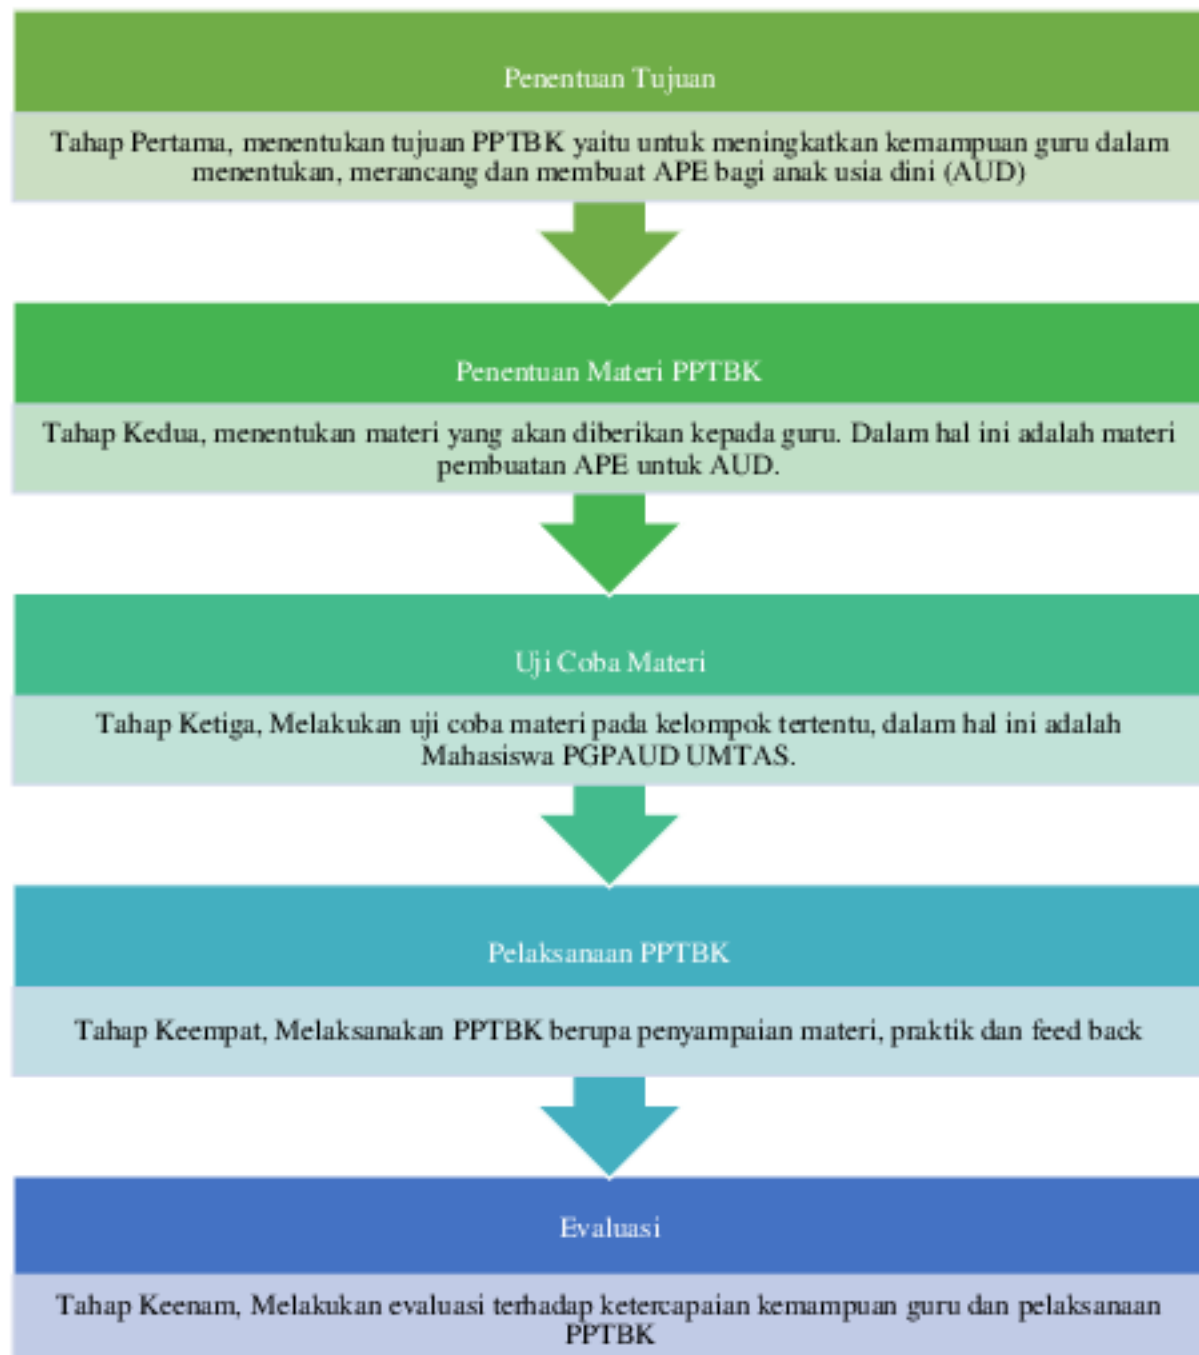 Penentuan Tujuan
Tahap Pertama, menentukan tujuan PPTBK yaitu untuk meningkatkan kemampuan guru dalam
menentukan, merancang dan membuat APE bagi anak usia dini (AUD)
Penentuan Materi PPTBK
Tahap Kedua, menentukan materi yang akan diberikan kepada guru. Dalam hal ini adalah materi
pembuatan APE untuk AUD.
Uji Coba Materi
Tahap Ketiga, Melakukan uji coba materi pada kelompok tertentu, dalam hal ini adalah
Mahasiswa PGPAUD UMTAS.
Pelaksanaan PPTBK
Tahap Keempat, Melaksanakan PPTBK berupa penyampaian materi, praktik dan feed back
Evaluasi
Tahap Keenam, Melakukan evaluasi terhadap ketercapaian kemampuan guru dan pelaksanaan
PPTBK